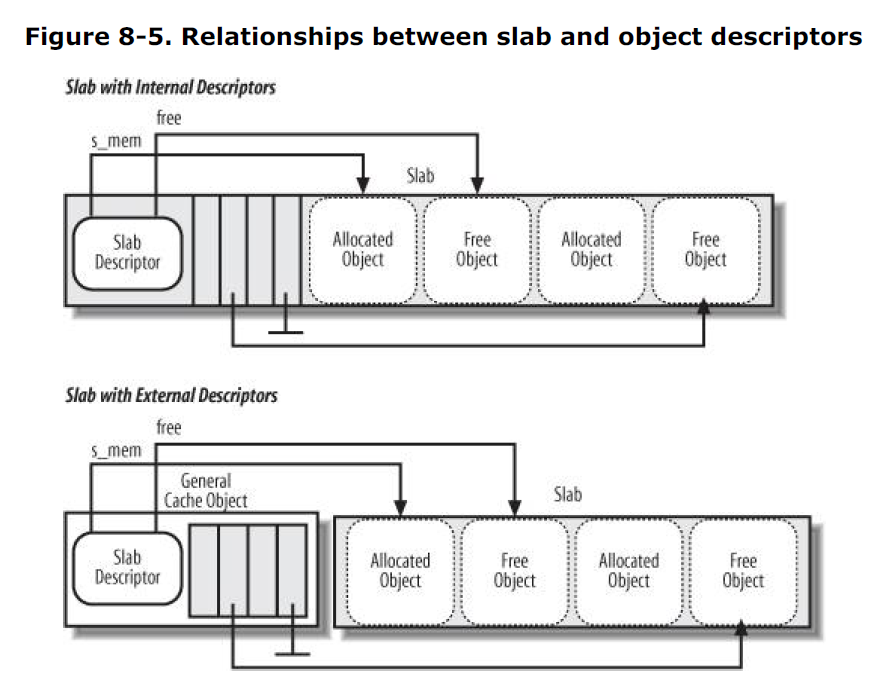 Figure 8-5. Relationships between slab and object descriptors
Slab with Internal Descriptors
free
s_mem
Slab
Slab
Descriptor
Allocated
Object
Free
Object
Allocated
Object
Free
Object
Slab with External Descriptors
free
s_mem
General
Cache Object
Slab
Slab
Descriptor
Allocated
Object
Free
Object
Allocated
Object
Free
Object